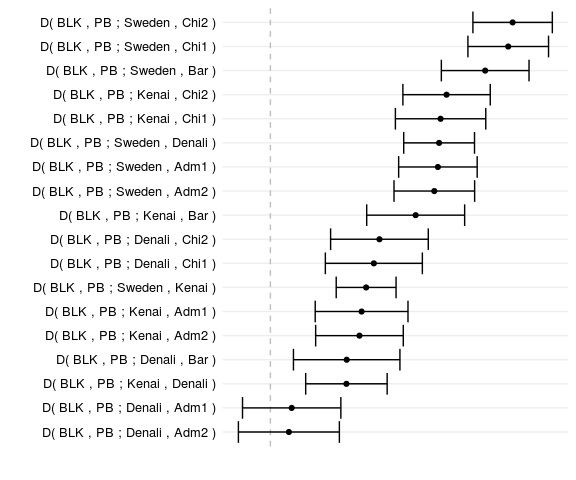 D( BLK , PB ; Sweden , Chi2 )
D( BLK , PB ; Sweden , Chi1 )
D( BLK , PB ; Sweden , Bar )
D( BLK , PB ; Kenai , Chi2 )
D( BLK , PB ; Kenai , Chi1 )
D( BLK , PB ; Sweden , Denali )
D( BLK , PB ; Sweden , Adm1 )
D( BLK , PB ; Sweden , Adm2 )
D( BLK , PB ; Kenai , Bar )
D( BLK , PB ; Denali , Chi2 )
D( BLK , PB ; Denali , Chi1 )
D( BLK , PB ; Sweden , Kenai )
D( BLK , PB ; Kenai , Adm1 )
D( BLK , PB ; Kenai , Adm2 )
D( BLK , PB ; Denali , Bar )
D( BLK , PB ; Kenai , Denali )
D( BLK , PB ; Denali , Adm1 )
D( BLK , PB ; Denali , Adm2 )